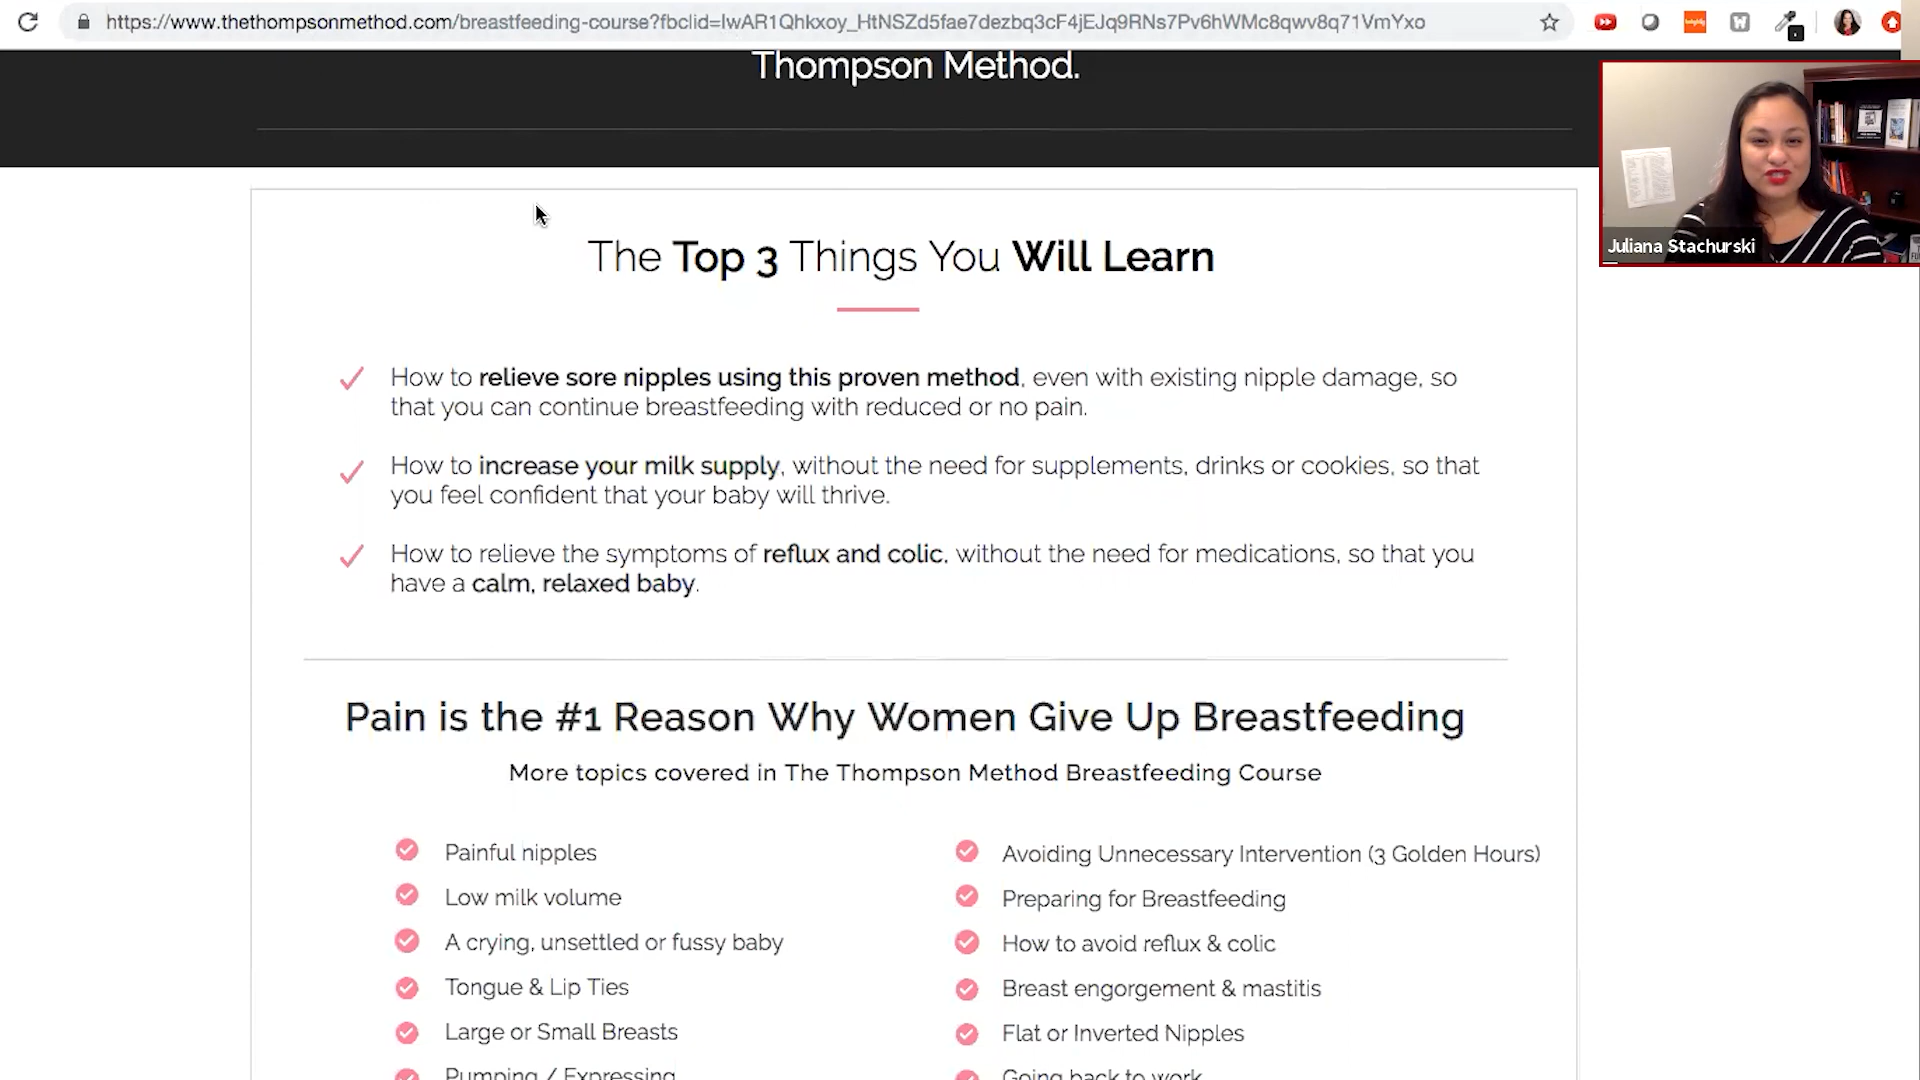 https://www.thethompsonmethod.com/breastfeeding-course?fbclid=IwAR1Qhkxoy_HtNSZd5fae7dezbq3cF4jEJq9RNs7Pv6hWMc8qwv8q71VmYxo
Thompson Method.
Juliana Stachurski
The Top 3 Things You Will Learn
How to relieve sore nipples using this proven method, even with existing nipple damage, so
that you can continue breastfeeding with reduced or no pain.
How to increase your milk supply, without the need for supplements, drinks or cookies, so that
you feel confident that your baby will thrive.
How to relieve the symptoms of reflux and colic, without the need for medications, so that you
have a calm, relaxed baby.
Pain is the #1 Reason Why Women Give Up Breastfeeding
More topics covered in The Thompson Method Breastfeeding Course
Painful nipples
Low milk volume
A crying, unsettled or fussy baby
Tongue & Lip Ties
Large or Small Breasts
Pumping / Expressing
Avoiding Unnecessary Intervention (3 Golden Hours)
Preparing for Breastfeeding
How to avoid reflux & colic
Breast engorgement & mastitis
Flat or Inverted Nipples
Going back to work